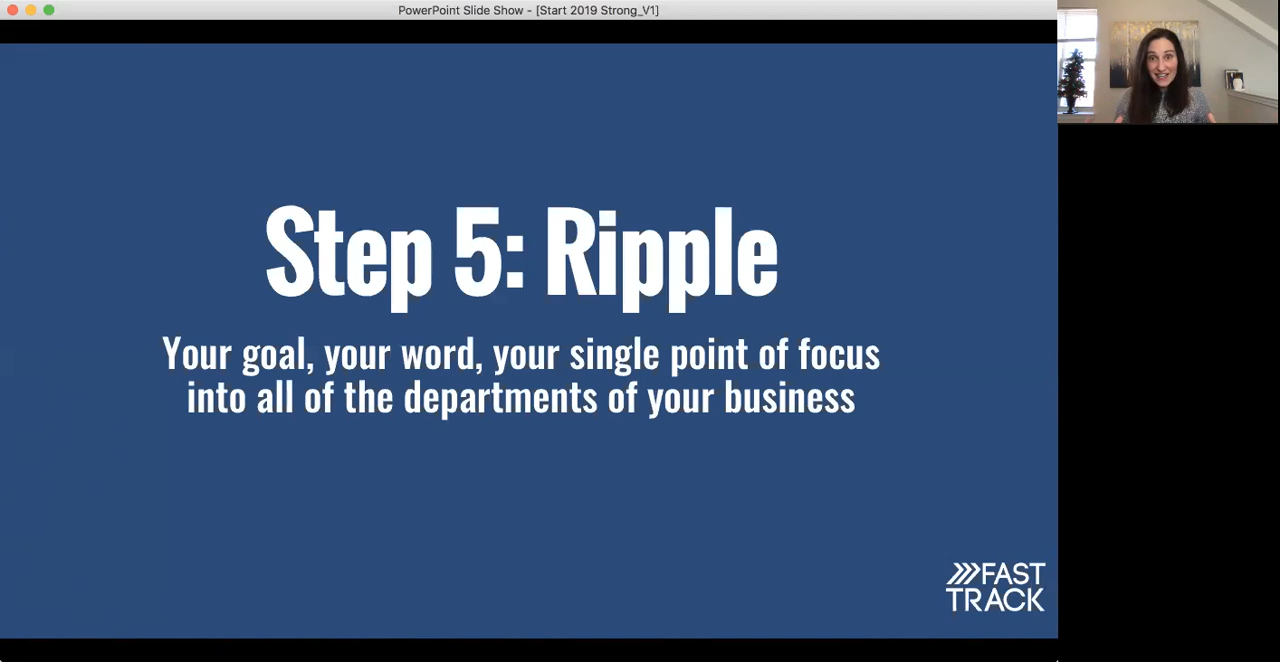 PowerPoint Slide Show - [Start 2019 Strong_V1]
Step 5: Ripple
Your goal, your word, your single point of focus
into all of the departments of your business
FAST
TRACK